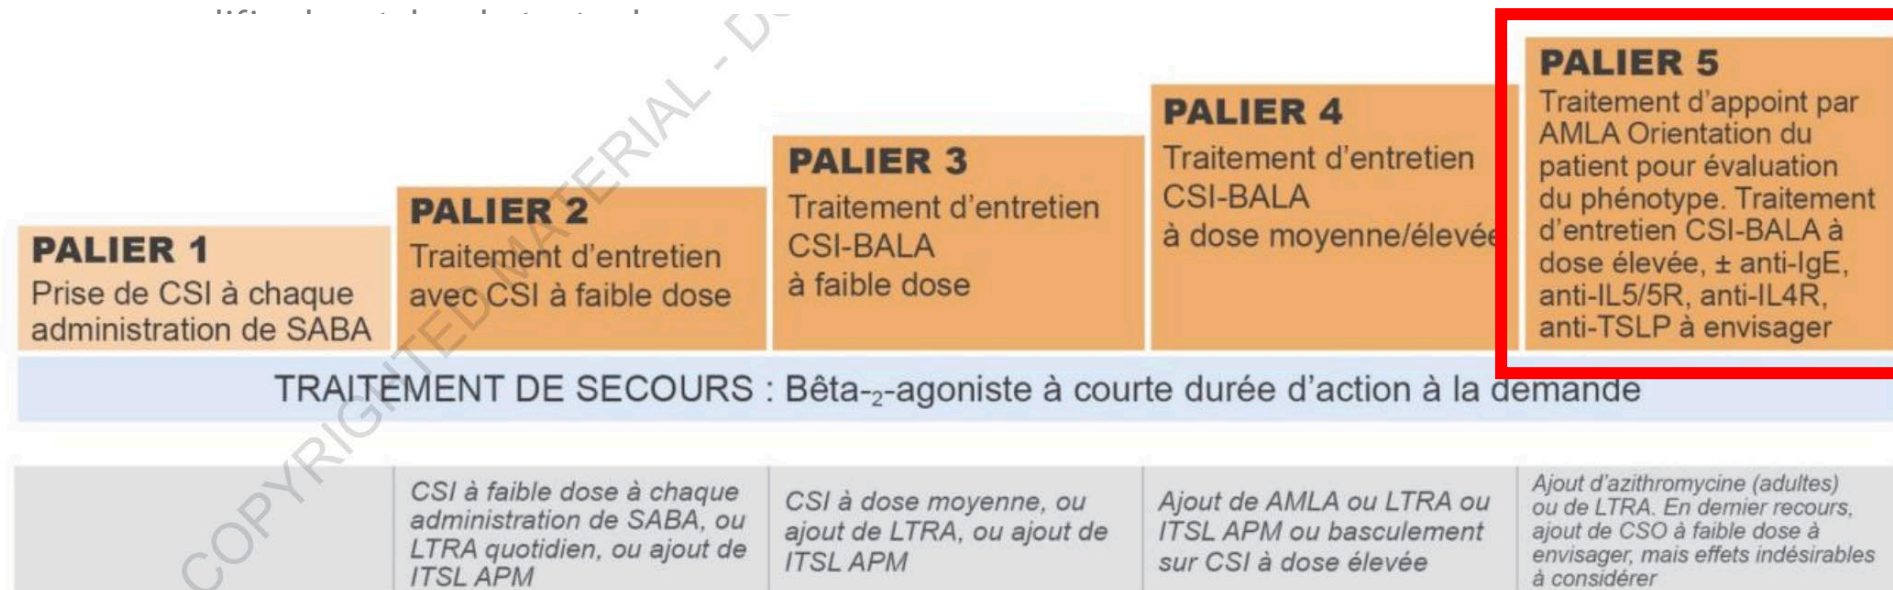 PALIER 1
Prise de CSI à chaque
administration de SABA
PALIER 2
Traitement d'entretien
avec CSI à faible dose
PALIER 3
Traitement d'entretien
CSI-BALA
à faible dose
PALIER 4
Traitement d'entretien
CSI-BALA
à dose moyenne/élevée
PALIER 5
Traitement d'appoint par
AMLA Orientation du
patient pour évaluation
du phénotype. Traitement
d'entretien CSI-BALA à
dose élevée, ± anti-IgE,
anti-IL5/5R, anti-IL4R,
anti-TSLP à envisager
TRAITEMENT DE SECOURS : Bêta-₂-agoniste à courte durée d'action à la demande
CSI à faible dose à chaque
administration de SABA, ou
LTRA quotidien, ou ajout de
ITSL APM
CSI à dose moyenne, ou
ajout de LTRA, ou ajout de
ITSL APM
Ajout de AMLA ou LTRA ou
ITSL APM ou basculement
sur CSI à dose élevée
Ajout d'azithromycine (adultes)
ou de LTRA. En dernier recours,
ajout de CSO à faible dose à
envisager, mais effets indésirables
à considérer
COPYRIGHTED MATERIAL -